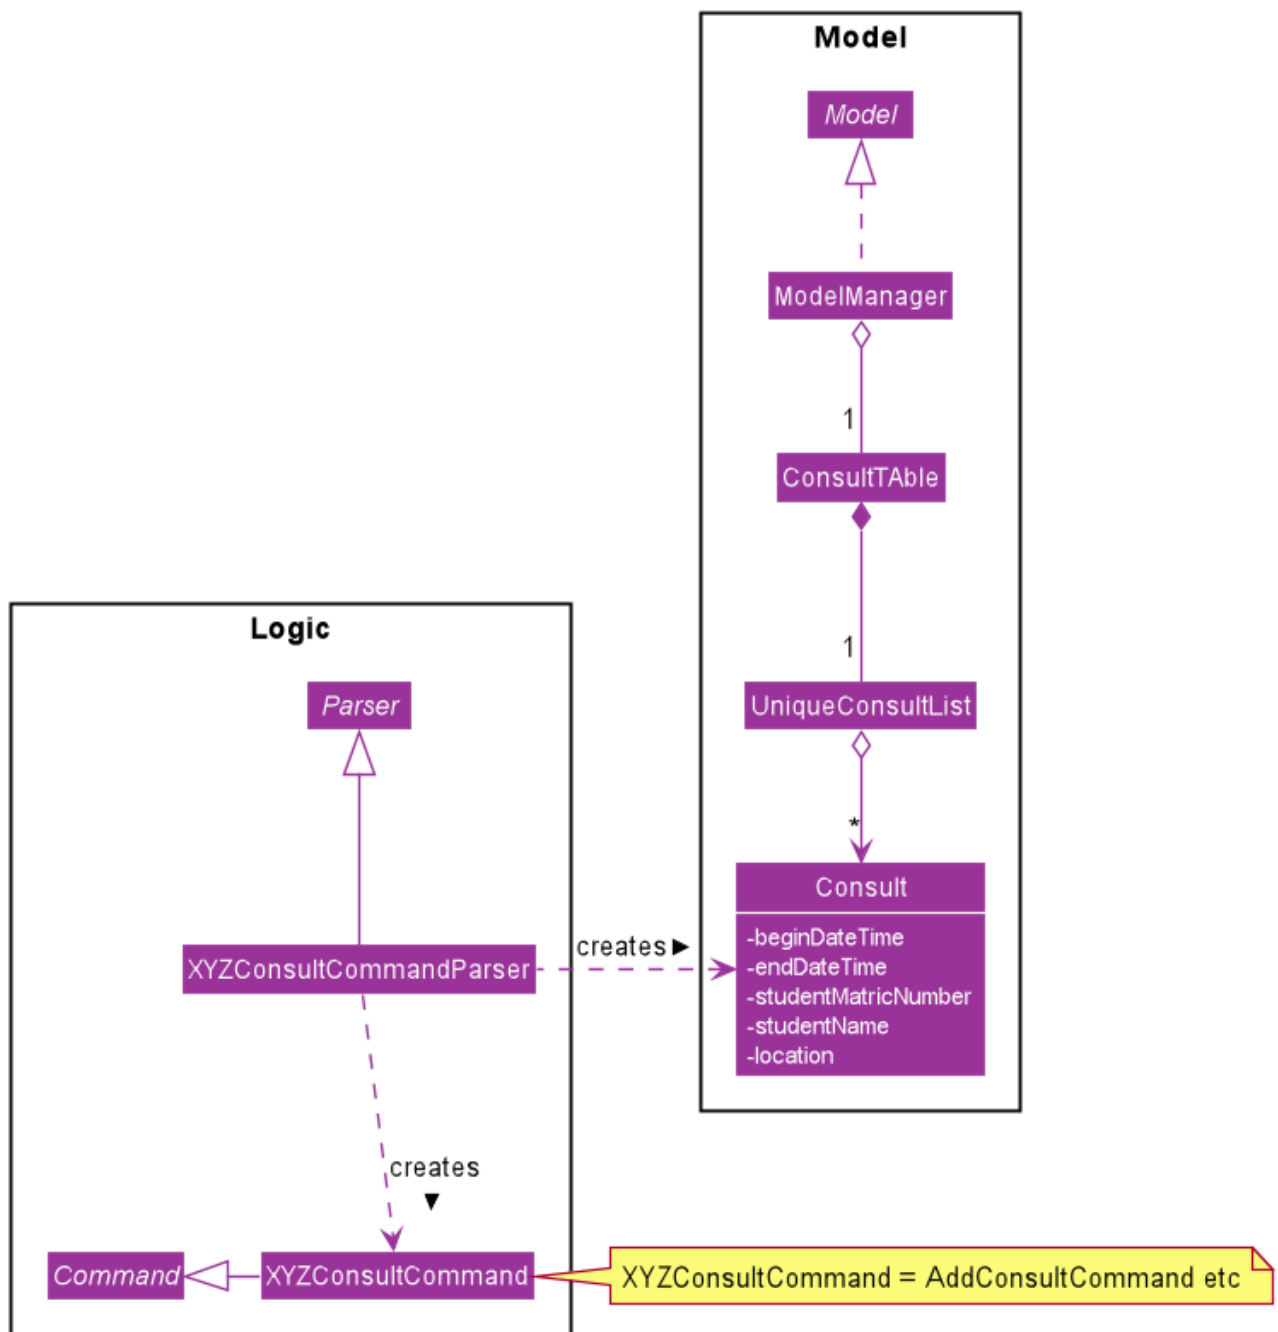 Model
Model
ModelManager
1
ConsultTAble
1
UniqueConsultList
*
Consult
-beginDateTime
-endDateTime
-studentMatricNumber
-studentName
-location
Logic
Parser
XYZConsultCommandParser
creates ▶
creates
▼
Command
XYZConsultCommand
XYZConsultCommand = AddConsultCommand etc